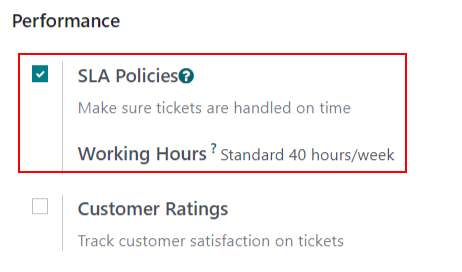 Performance
SLA Policies?
Make sure tickets are handled on time
Working Hours ? Standard 40 hours/week
Customer Ratings
Track customer satisfaction on tickets